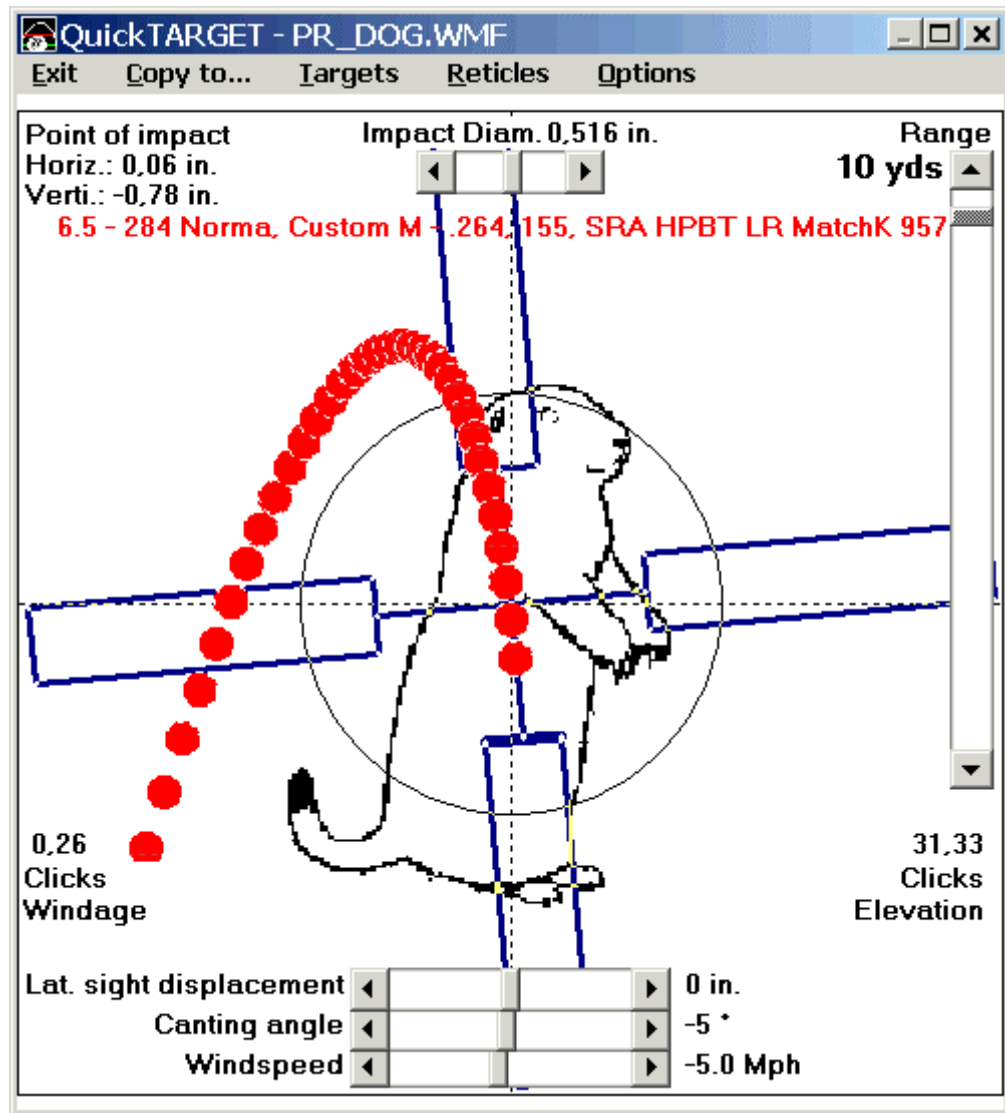 QuickTARGET - PR_DOG.WMF
Exit Copy to... Targets Reticles Options
Point of impact
Horiz.: 0,06 in.
Verti.: -0,78 in.
Impact Diam. 0,516 in.
Range
10 yds
6.5 - 284 Norma, Custom M - .264, 155, SRA HPBT LR MatchK 957
0,26
Clicks
Windage
31,33
Clicks
Elevation
Lat. sight displacement 0 in.
Canting angle -5 °
Windspeed -5.0 Mph